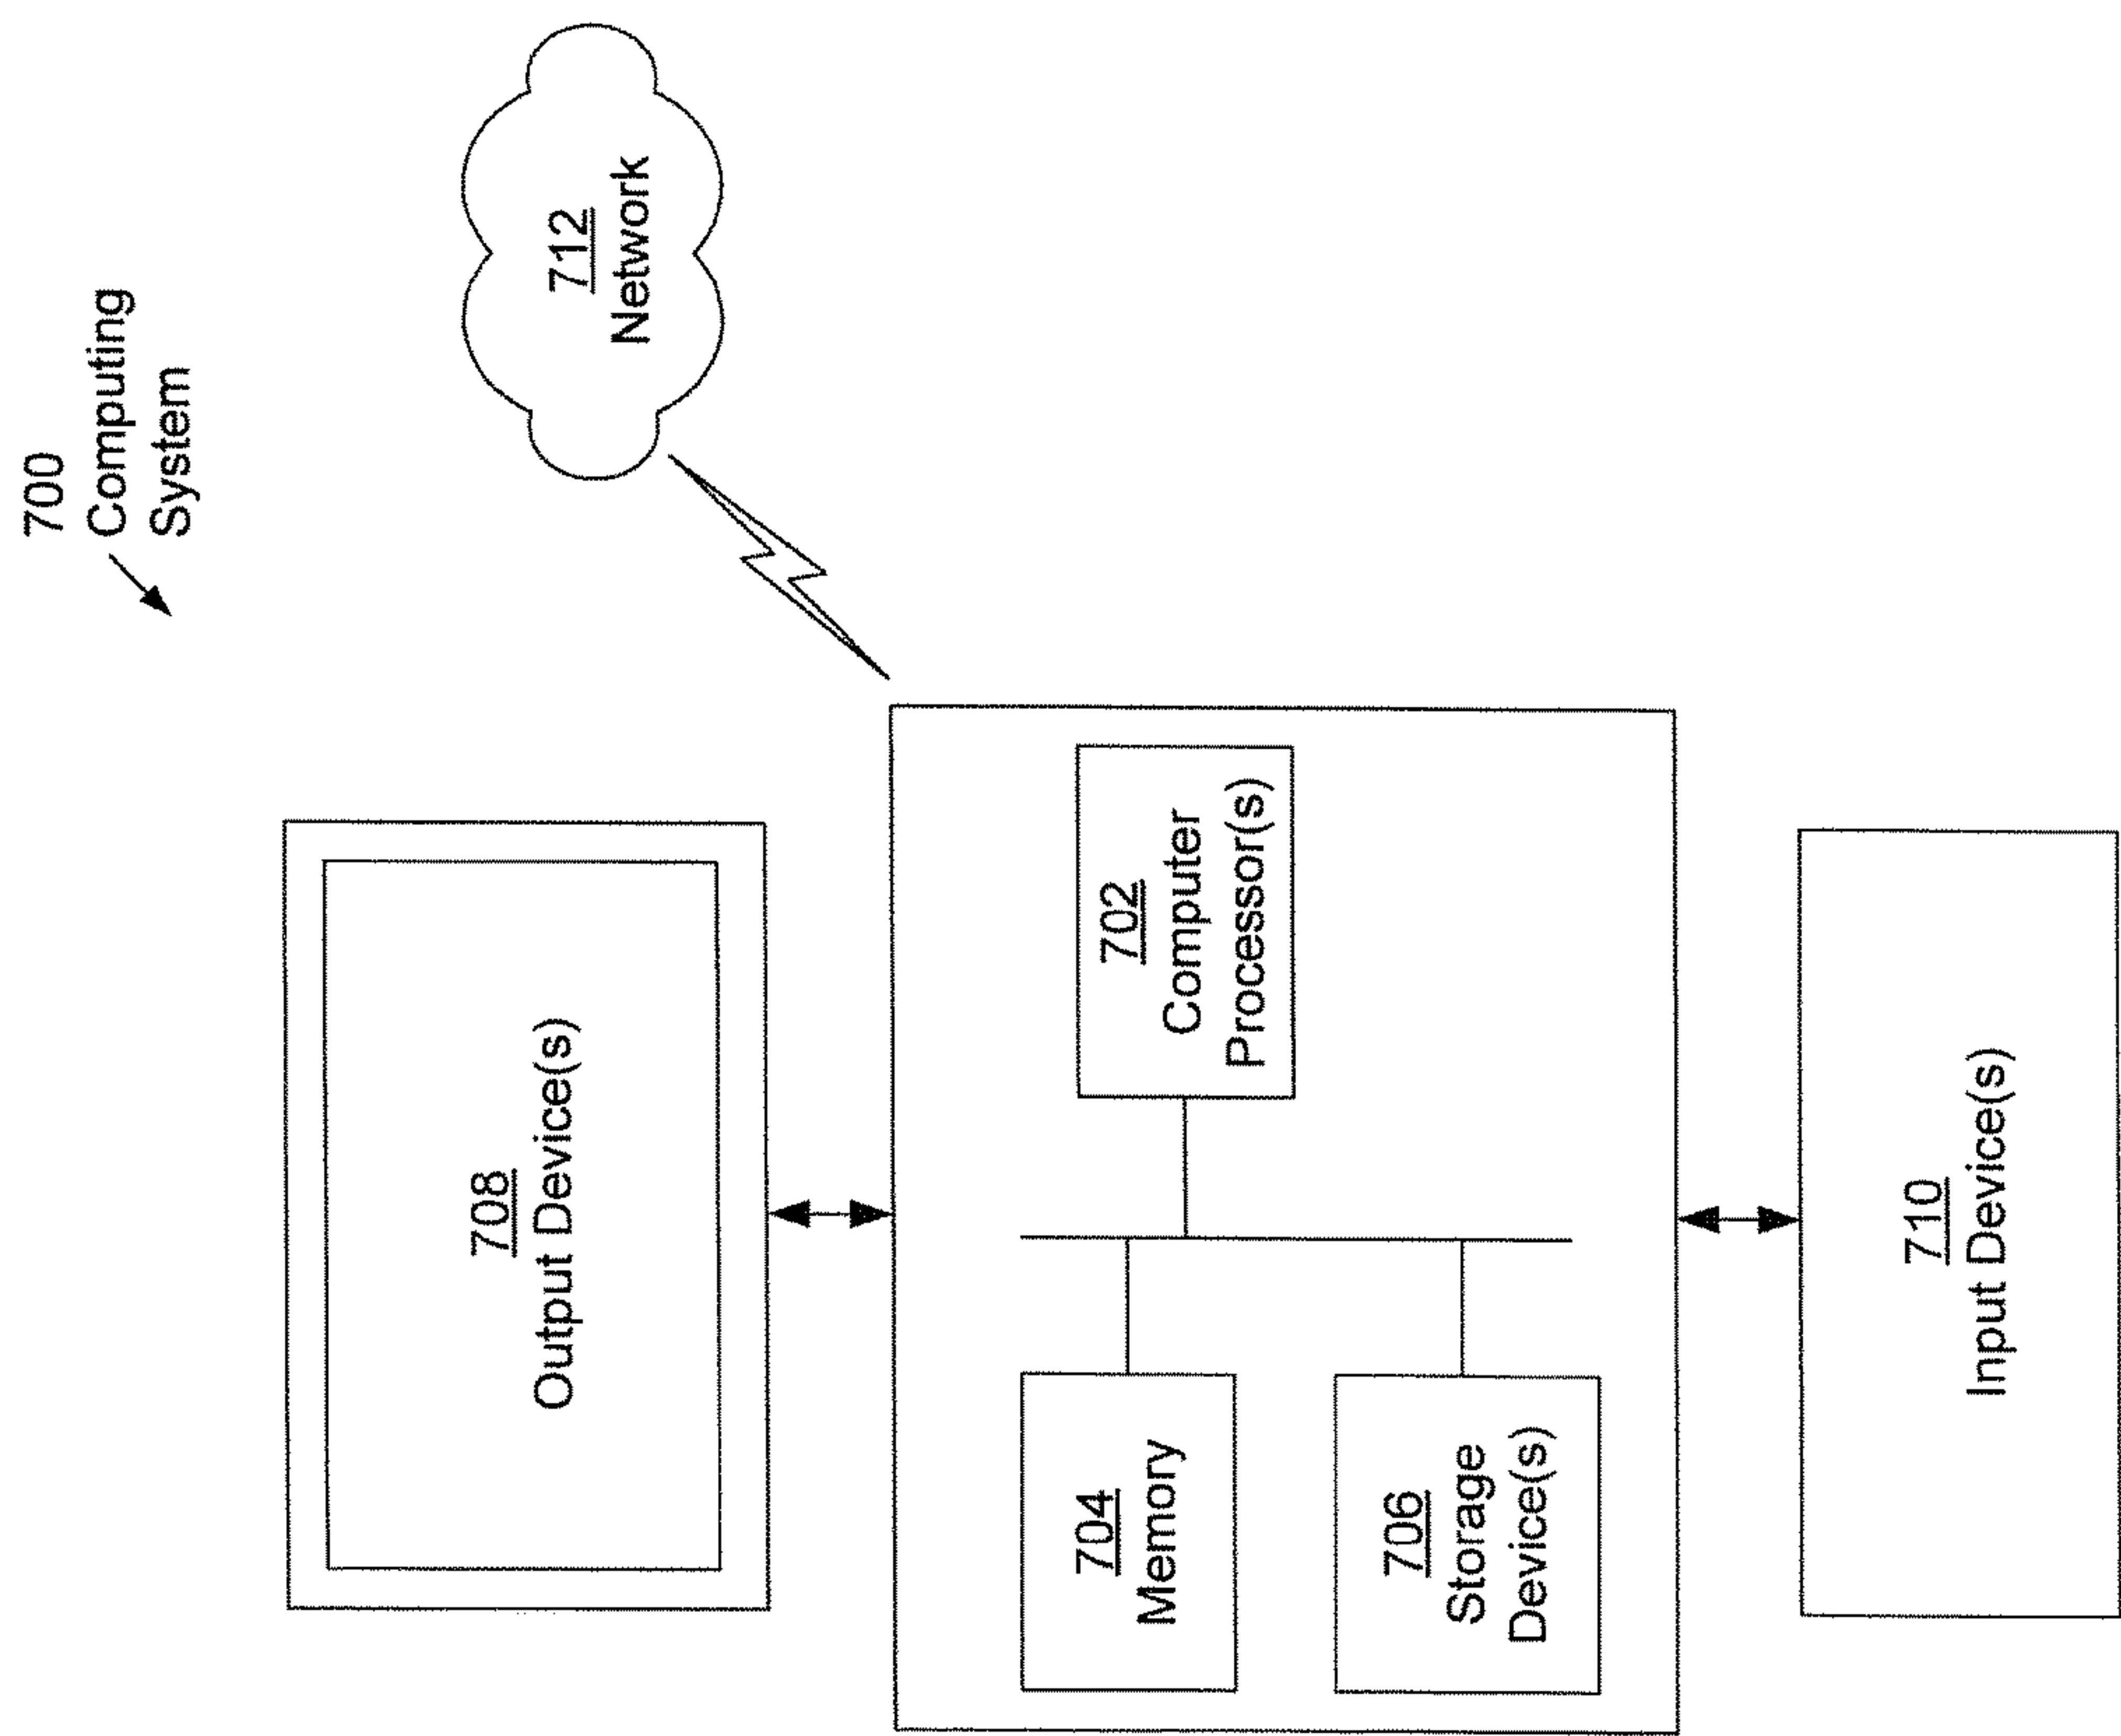 700
Computing
System
712
Network
708
Output Device(s)
702
Computer
Processor(s)
704
Memory
706
Storage
Device(s)
710
Input Device(s)